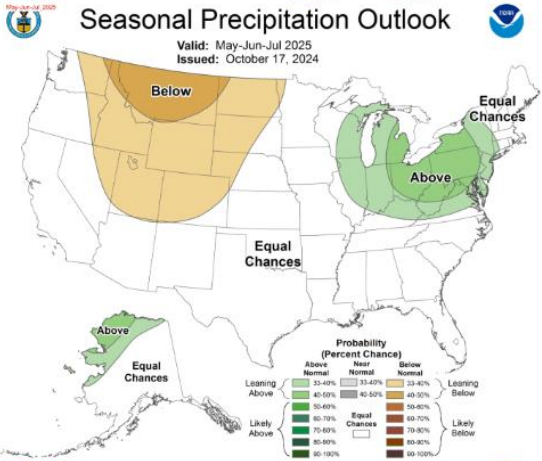 May-Jun-Jul 2025
Seasonal Precipitation Outlook
Valid: May-Jun-Jul 2025
Issued: October 17, 2024
noaa
Below
Equal
Chances
Above
Equal
Chances
Above
Equal
Chances
Probability
(Percent Chance)
Above
Normal
Near
Normal
Below
Normal
Leaning
Above
33-40%
40-50%
33-40%
40-50%
33-40%
40-50%
Leaning
Below
Likely
Above
50-60%
60-70%
70-80%
80-90%
90-100%
Equal
Chances
50-60%
60-70%
70-80%
80-90%
90-100%
Likely
Below